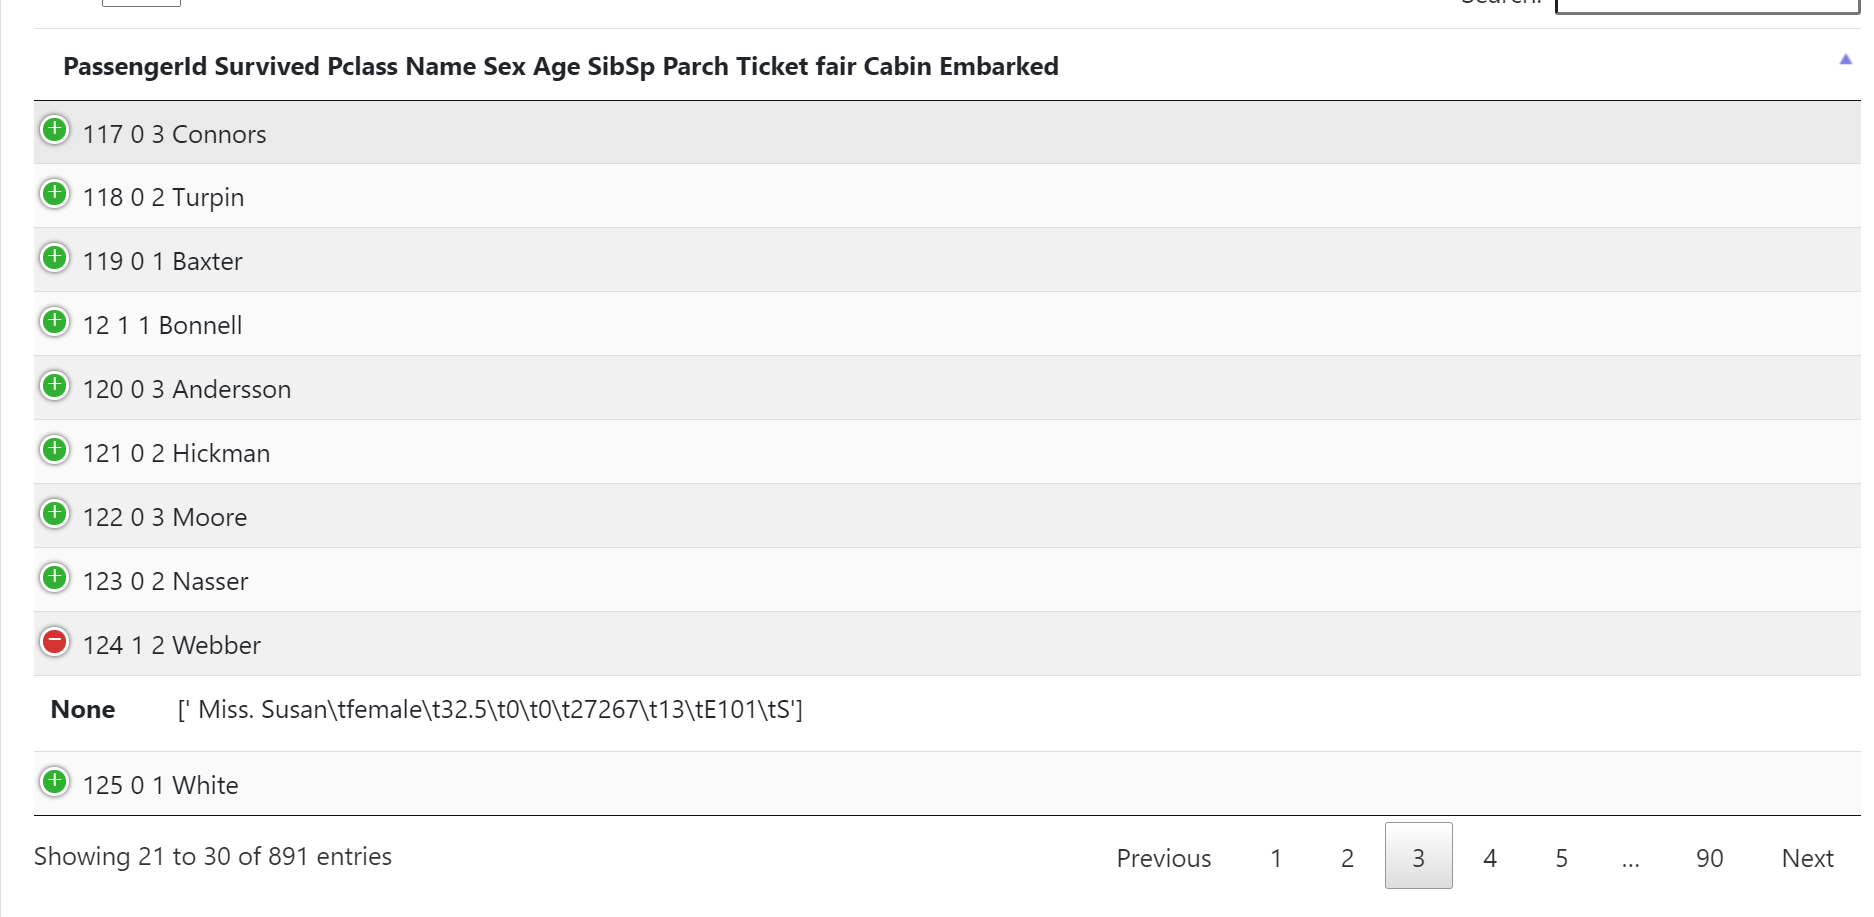 Search:
PassengerId Survived Pclass Name Sex Age SibSp Parch Ticket fair Cabin Embarked
117 0 3 Connors
118 0 2 Turpin
119 0 1 Baxter
12 1 1 Bonnell
120 0 3 Andersson
121 0 2 Hickman
122 0 3 Moore
123 0 2 Nasser
124 1 2 Webber
None [' Miss. Susan\tfemale\t32.5\t0\t0\t27267\t13\tE101\tS']
125 0 1 White
Showing 21 to 30 of 891 entries Previous 1 2 3 4 5 ... 90 Next